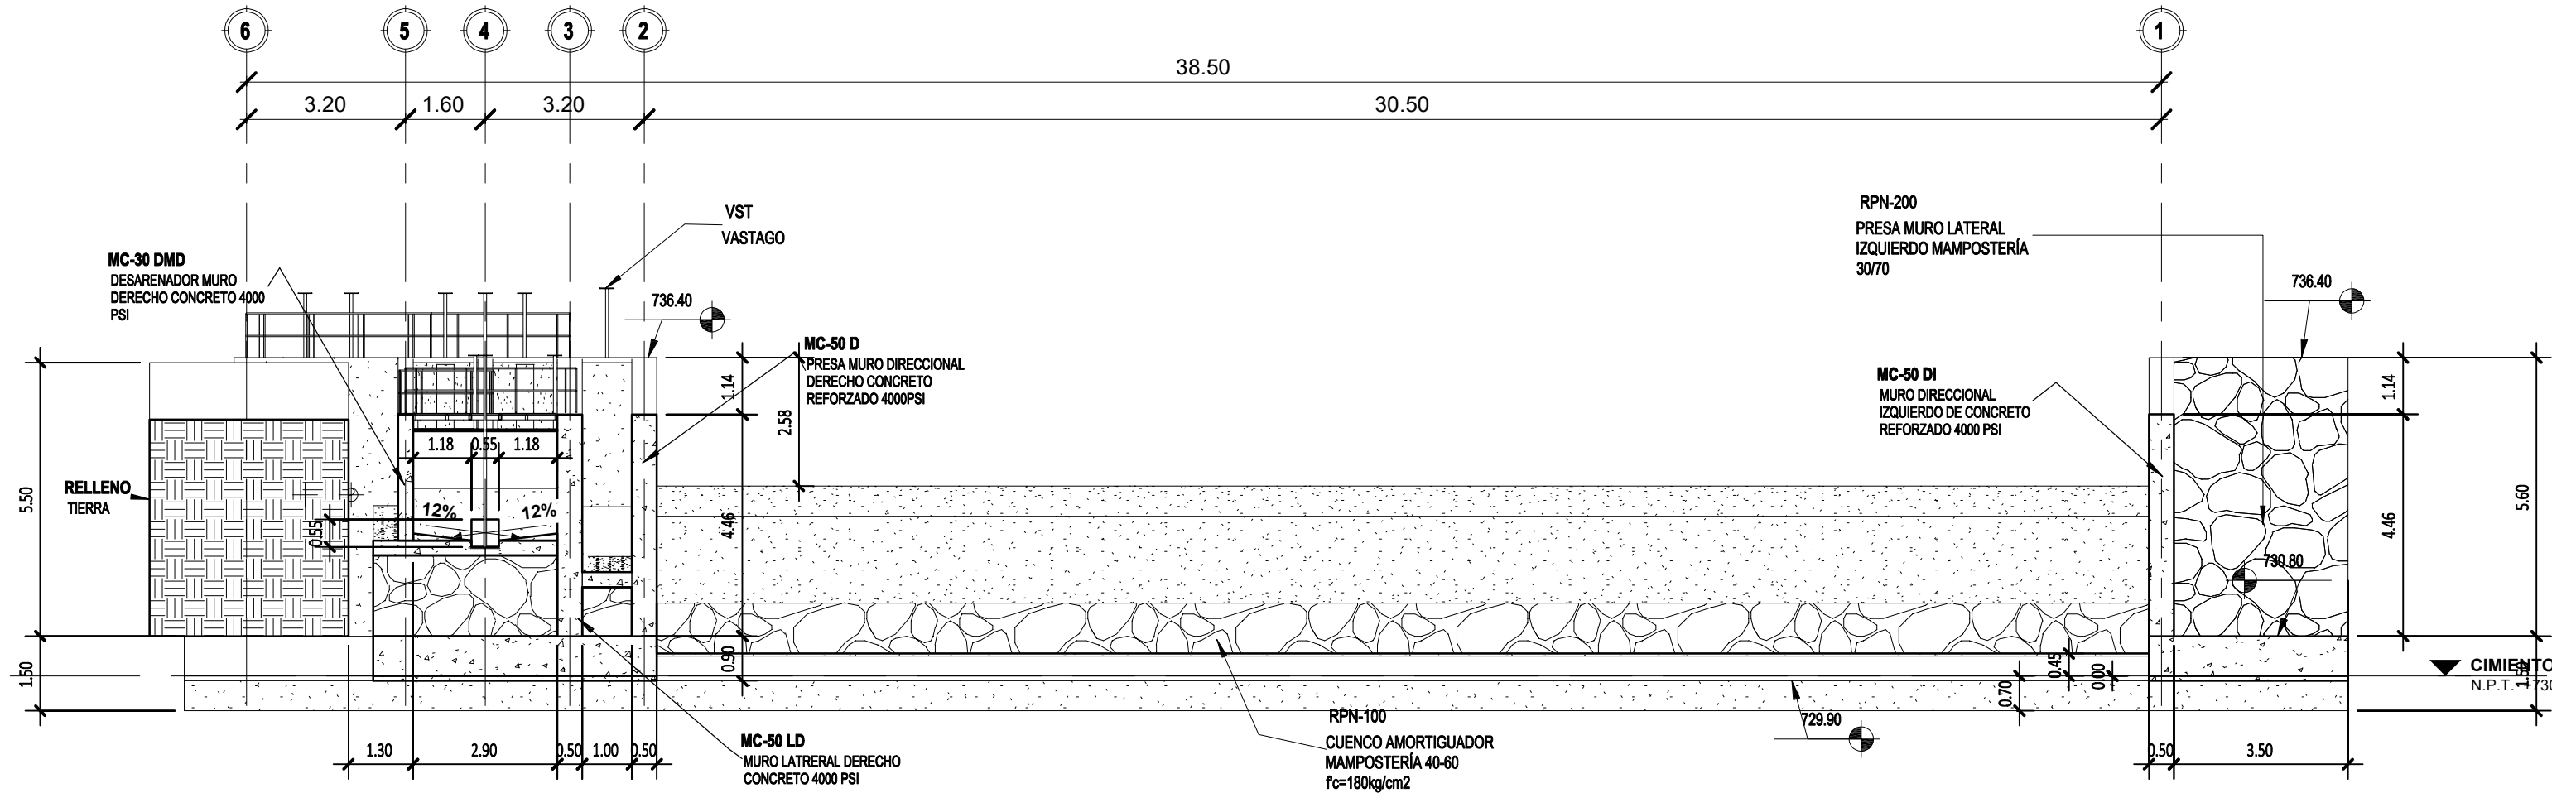 6
5
4
3
2
1
38.50
3.20
1.60
3.20
30.50
VST
VASTAGO
RPN-200
PRESA MURO LATERAL
IZQUIERDO MAMPOSTERÍA
30/70
MC-30 DMD
DESARENADOR MURO
DERECHO CONCRETO 4000
PSI
736.40
736.40
MC-50 D
PRESA MURO DIRECCIONAL
DERECHO CONCRETO
REFORZADO 4000PSI
MC-50 DI
MURO DIRECCIONAL
IZQUIERDO DE CONCRETO
REFORZADO 4000 PSI
1.14
2.58
1.14
1.18
0.55
1.18
RELLENO
TIERRA
5.50
12%
12%
0.55
4.46
4.46
5.60
730.80
1.50
0.90
0.45
0.00
0.70
CIMIENTO
N.P.T.
1.50
729.90
RPN-100
CUENCO AMORTIGUADOR
MAMPOSTERÍA 40-60
f'c=180kg/cm2
MC-50 LD
MURO LATRERAL DERECHO
CONCRETO 4000 PSI
1.30
2.90
0.50
1.00
0.50
0.50
3.50